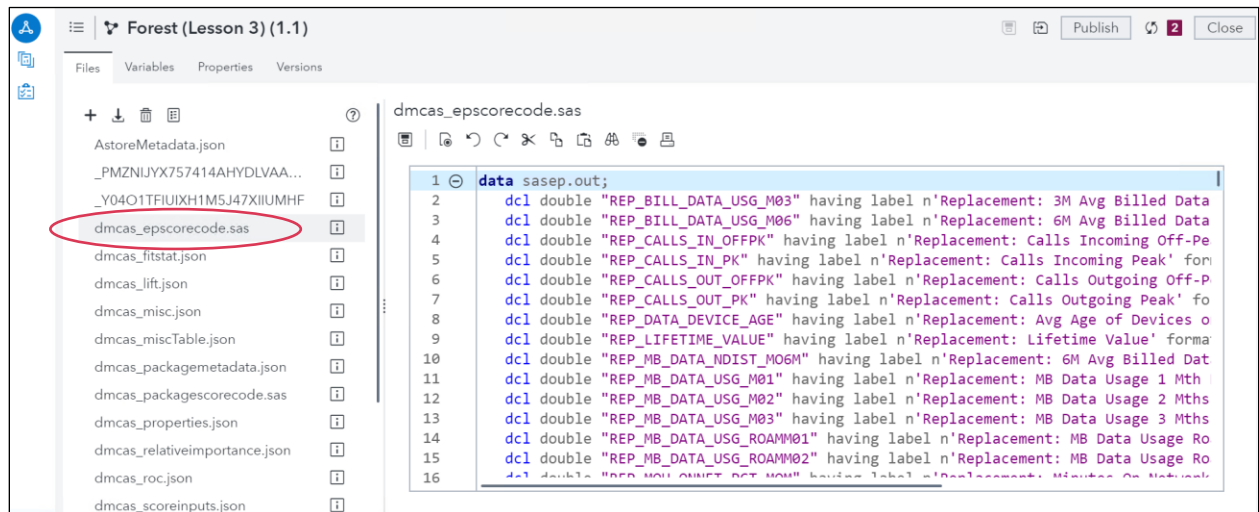 Forest (Lesson 3) (1.1)
Publish
2
Close
Files
Variables
Properties
Versions
AstoreMetadata.json
_PMZNIJYX757414AHYDLVAA...
_Y04O1TFIUIXH1M5J47XIIUMHF
dmcas_epscorecode.sas
dmcas_fitstat.json
dmcas_lift.json
dmcas_misc.json
dmcas_miscTable.json
dmcas_packagemetadata.json
dmcas_packagescorecode.sas
dmcas_properties.json
dmcas_relativeimportance.json
dmcas_roc.json
dmcas_scoreinputs.json
dmcas_epscorecode.sas
1 data sasep.out;
2 dcl double "REP_BILL_DATA_USG_M03" having label n'Replacement: 3M Avg Billed Data
3 dcl double "REP_BILL_DATA_USG_M06" having label n'Replacement: 6M Avg Billed Data
4 dcl double "REP_CALLS_IN_OFFPK" having label n'Replacement: Calls Incoming Off-Pe
5 dcl double "REP_CALLS_IN_PK" having label n'Replacement: Calls Incoming Peak' for
6 dcl double "REP_CALLS_OUT_OFFPK" having label n'Replacement: Calls Outgoing Off-P
7 dcl double "REP_CALLS_OUT_PK" having label n'Replacement: Calls Outgoing Peak' fo
8 dcl double "REP_DATA_DEVICE_AGE" having label n'Replacement: Avg Age of Devices o
9 dcl double "REP_LIFETIME_VALUE" having label n'Replacement: Lifetime Value' forma
10 dcl double "REP_MB_DATA_NDIST_MO6M" having label n'Replacement: 6M Avg Billed Dat
11 dcl double "REP_MB_DATA_USG_M01" having label n'Replacement: MB Data Usage 1 Mth
12 dcl double "REP_MB_DATA_USG_M02" having label n'Replacement: MB Data Usage 2 Mths
13 dcl double "REP_MB_DATA_USG_M03" having label n'Replacement: MB Data Usage 3 Mths
14 dcl double "REP_MB_DATA_USG_ROAMM01" having label n'Replacement: MB Data Usage Ro
15 dcl double "REP_MB_DATA_USG_ROAMM02" having label n'Replacement: MB Data Usage Ro
16 dcl double "REP_MOU_ONNET_PCT_MOM" having label n'Replacement: Minutes On Network